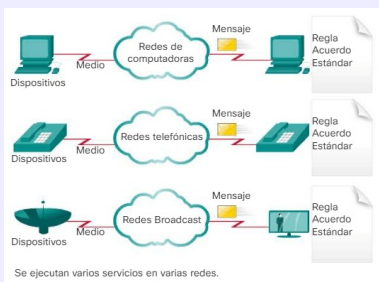 Redes de
computadoras
Mensaje
Regla
Acuerdo
Estándar
Medio
Dispositivos
Redes telefónicas
Mensaje
Regla
Acuerdo
Estándar
Medio
Dispositivos
Redes Broadcast
Mensaje
Regla
Acuerdo
Estándar
Medio
Dispositivos
Se ejecutan varios servicios en varias redes.